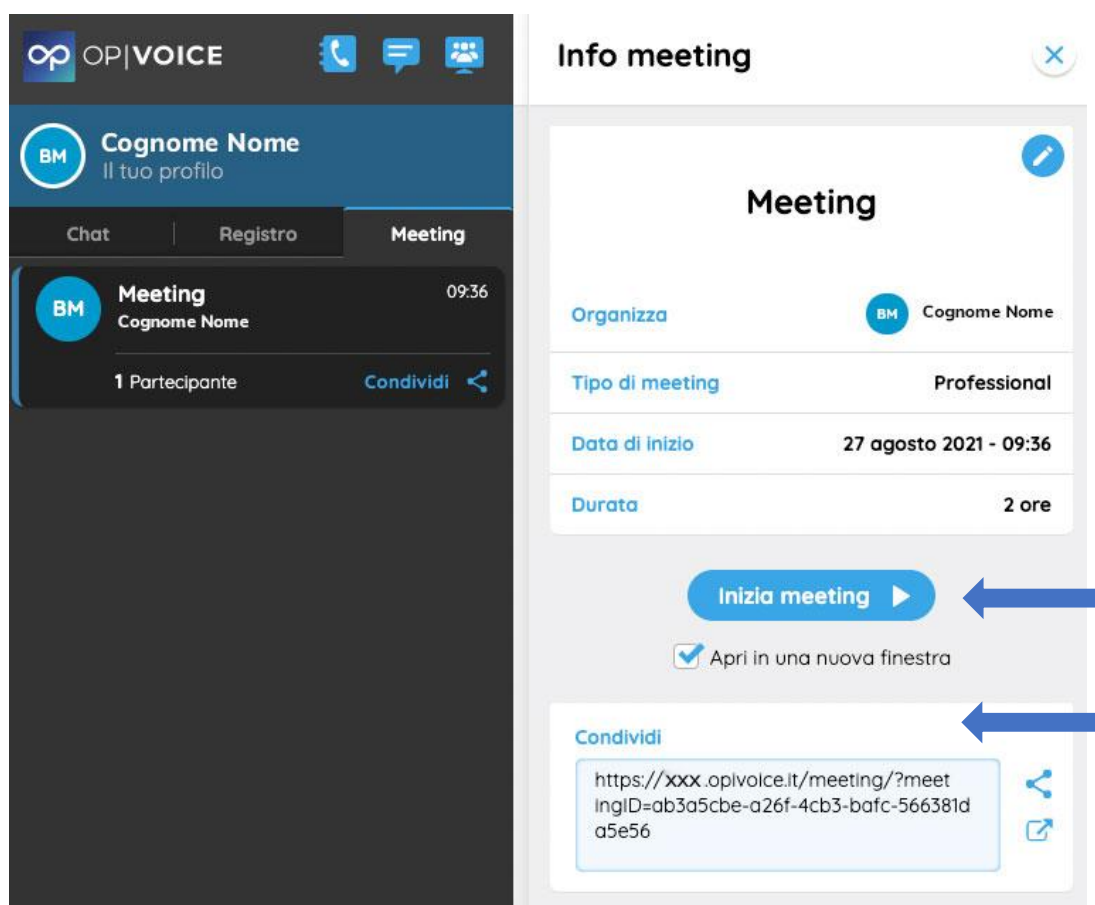 op OP|VOICE
BM Cognome Nome
Il tuo profilo
Chat Registro Meeting
BM Meeting 09:36
Cognome Nome
1 Partecipante Condividi
Info meeting
Meeting
Organizza BM Cognome Nome
Tipo di meeting Professional
Data di inizio 27 agosto 2021 - 09:36
Durata 2 ore
Inizia meeting
Apri in una nuova finestra
Condividi
https://xxx.opivoice.it/meeting/?meet
ingID=ab3a5cbe-a26f-4cb3-bafc-566381d
a5e56